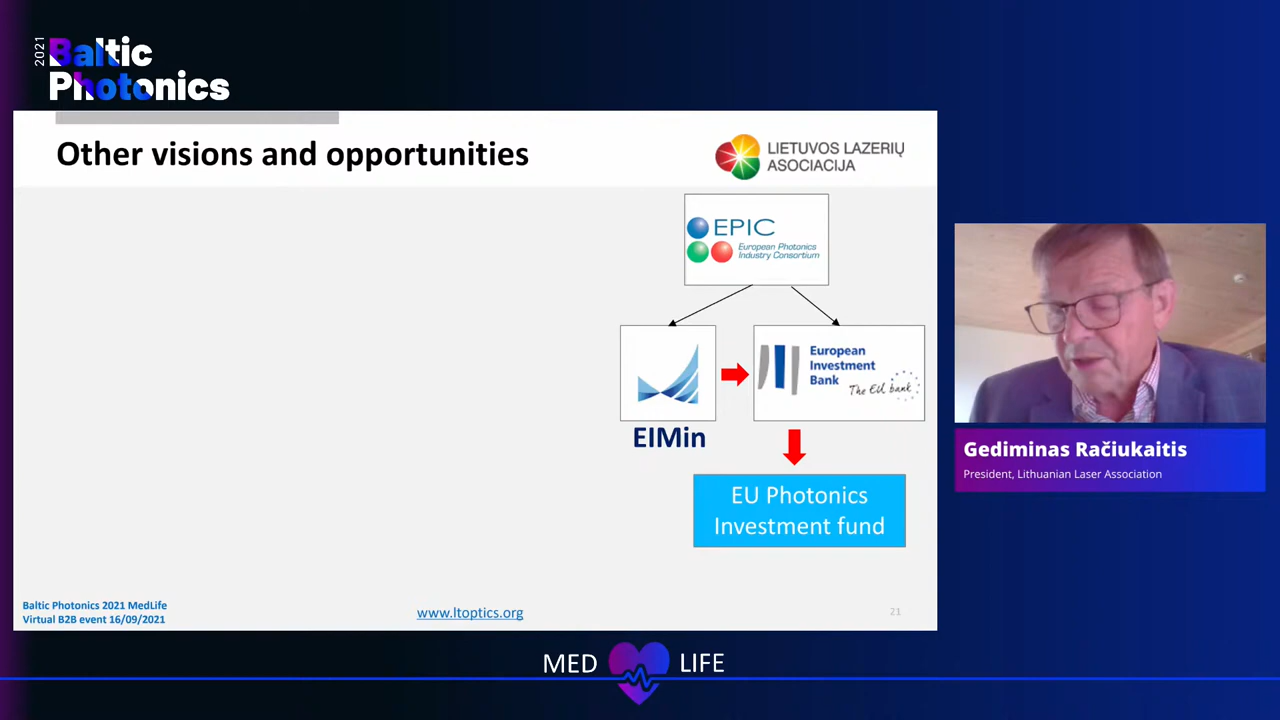 2021
Baltic
Photonics
Other visions and opportunities
LIETUVOS LAZERIŲ
ASOCIACIJA
EPIC
European Photonics
Industry Consortium
European
Investment
Bank
The EU bank
EIMin
EU Photonics
Investment fund
Baltic Photonics 2021 MedLife
Virtual B2B event 16/09/2021
www.ltoptics.org
21
Gediminas Račiukaitis
President, Lithuanian Laser Association
MED LIFE